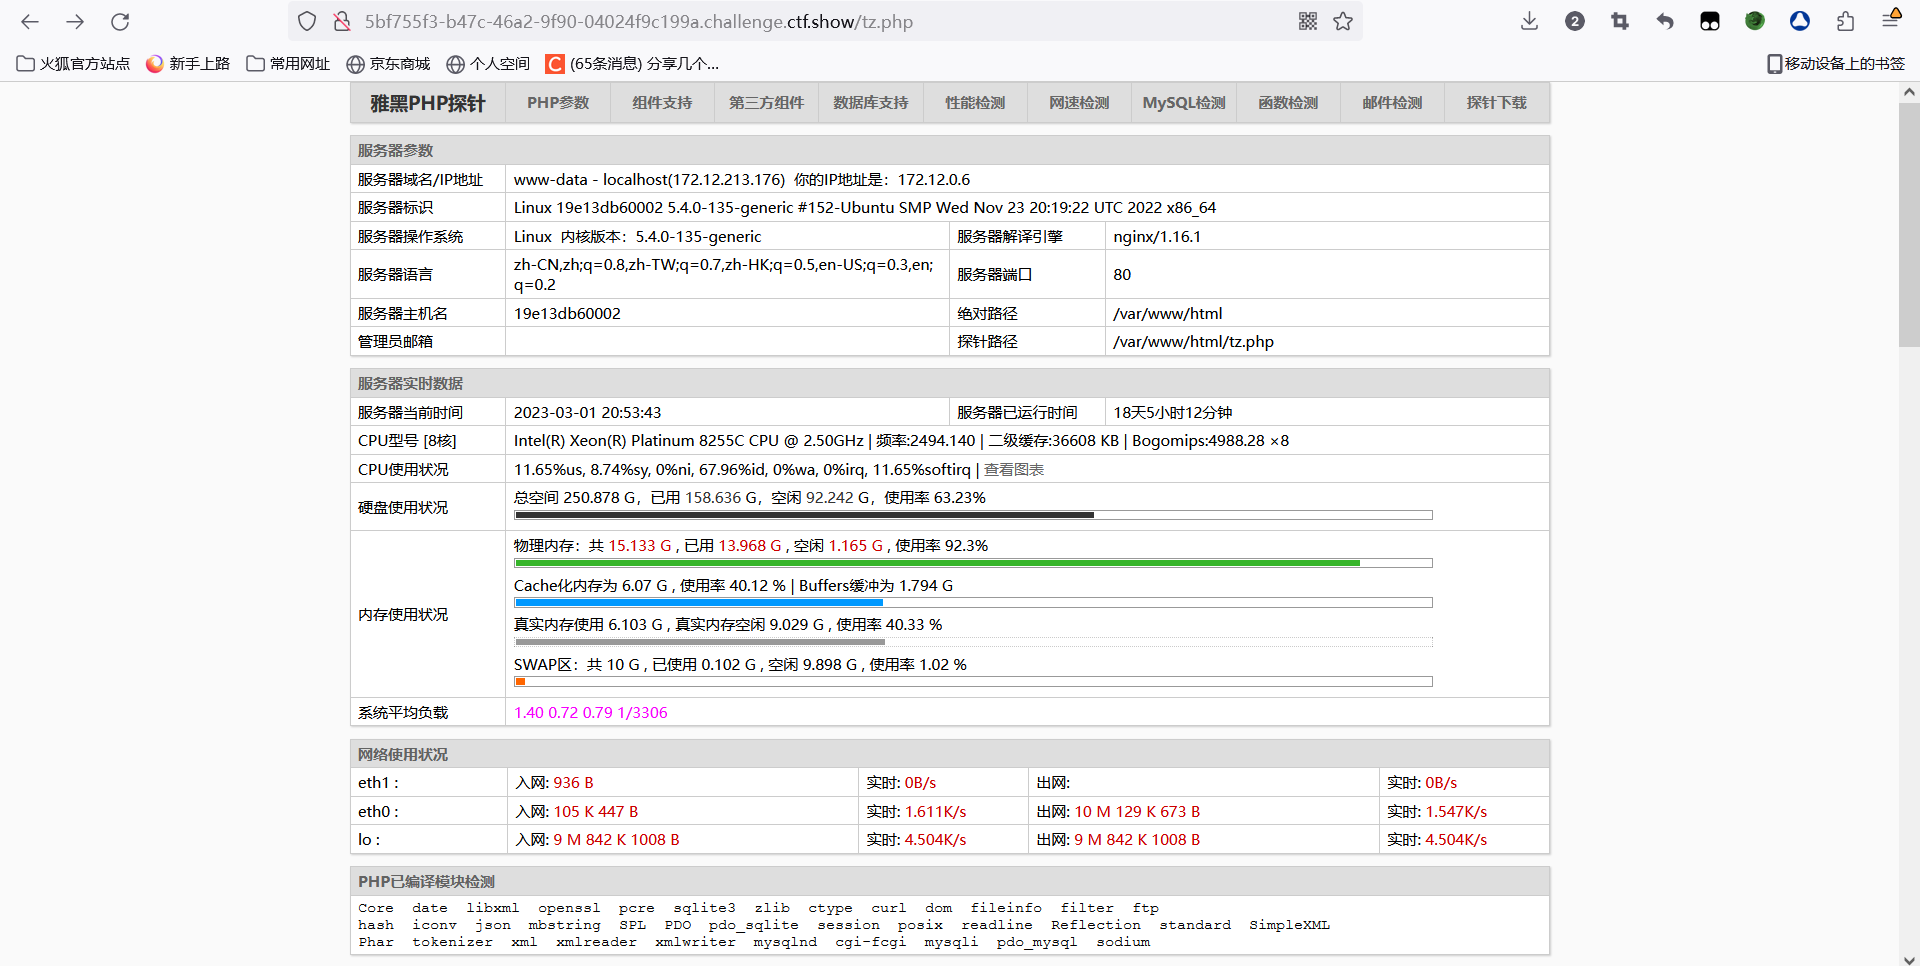 5bf755f3-b47c-46a2-9f90-04024f9c199a.challenge.ctf.show/tz.php
2
火狐官方站点 新手上路 常用网址 京东商城 个人空间 C (65条消息) 分享几个... 移动设备上的书签
雅黑PHP探针 PHP参数 组件支持 第三方组件 数据库支持 性能检测 网速检测 MySQL检测 函数检测 邮件检测 探针下载
服务器参数
服务器域名/IP地址 www-data - localhost(172.12.213.176) 你的IP地址是：172.12.0.6
服务器标识 Linux 19e13db60002 5.4.0-135-generic #152-Ubuntu SMP Wed Nov 23 20:19:22 UTC 2022 x86_64
服务器操作系统 Linux 内核版本：5.4.0-135-generic 服务器解译引擎 nginx/1.16.1
服务器语言 zh-CN,zh;q=0.8,zh-TW;q=0.7,zh-HK;q=0.5,en-US;q=0.3,en;
q=0.2 服务器端口 80
服务器主机名 19e13db60002 绝对路径 /var/www/html
管理员邮箱 探针路径 /var/www/html/tz.php
服务器实时数据
服务器当前时间 2023-03-01 20:53:43 服务器已运行时间 18天5小时12分钟
CPU型号 [8核] Intel(R) Xeon(R) Platinum 8255C CPU @ 2.50GHz | 频率:2494.140 | 二级缓存:36608 KB | Bogomips:4988.28 ×8
CPU使用状况 11.65%us, 8.74%sy, 0%ni, 67.96%id, 0%wa, 0%irq, 11.65%softirq | 查看图表
硬盘使用状况 总空间 250.878 G， 已用 158.636 G， 空闲 92.242 G， 使用率 63.23%
内存使用状况
物理内存：共 15.133 G , 已用 13.968 G , 空闲 1.165 G , 使用率 92.3%
Cache化内存为 6.07 G , 使用率 40.12 % | Buffers缓冲为 1.794 G
真实内存使用 6.103 G , 真实内存空闲 9.029 G , 使用率 40.33 %
SWAP区：共 10 G , 已使用 0.102 G , 空闲 9.898 G , 使用率 1.02 %
系统平均负载 1.40 0.72 0.79 1/3306
网络使用状况
eth1 : 入网: 936 B 实时: 0B/s 出网: 实时: 0B/s
eth0 : 入网: 105 K 447 B 实时: 1.611K/s 出网: 10 M 129 K 673 B 实时: 1.547K/s
lo : 入网: 9 M 842 K 1008 B 实时: 4.504K/s 出网: 9 M 842 K 1008 B 实时: 4.504K/s
PHP已编译模块检测
Core date libxml openssl pcre sqlite3 zlib ctype curl dom fileinfo filter ftp
hash iconv json mbstring SPL PDO pdo_sqlite session posix readline Reflection standard SimpleXML
Phar tokenizer xml xmlreader xmlwriter mysqlnd cgi-fcgi mysqli pdo_mysql sodium